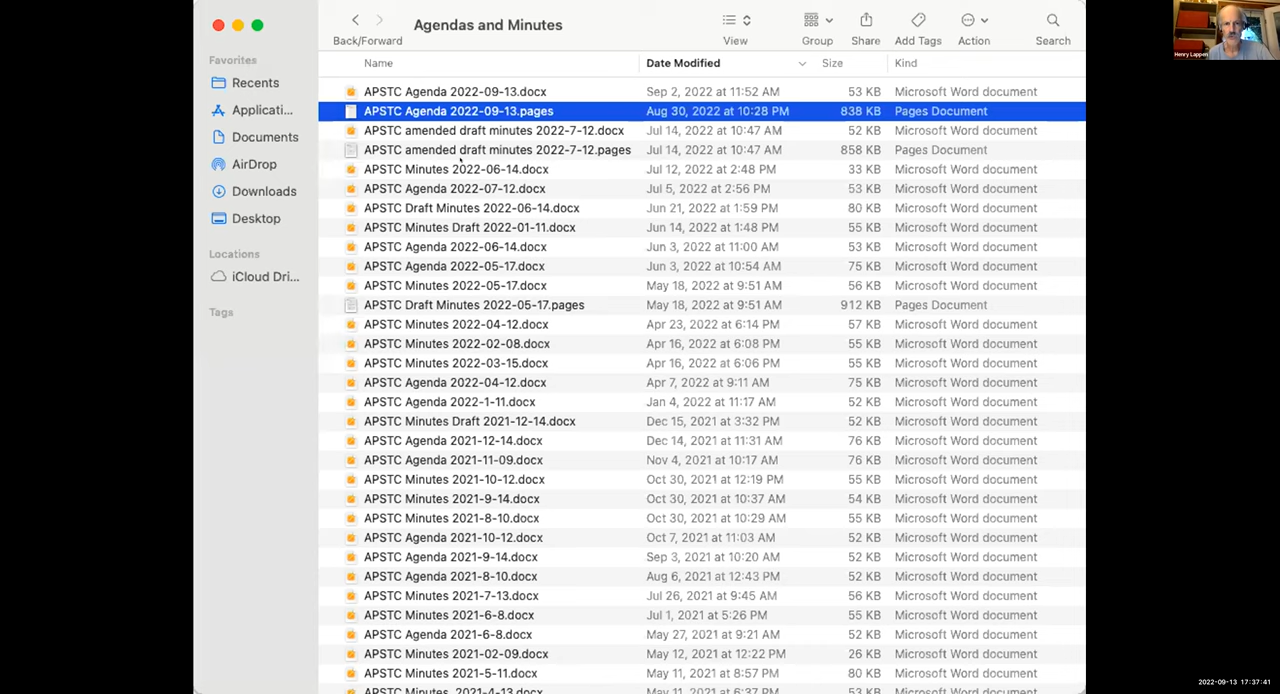 Agendas and Minutes
Back/Forward View Group Share Add Tags Action Search
Favorites
Recents
Applicati...
Documents
AirDrop
Downloads
Desktop
Locations
iCloud Dri...
Tags
Name Date Modified Size Kind
APSTC Agenda 2022-09-13.docx Sep 2, 2022 at 11:52 AM 53 KB Microsoft Word document
APSTC Agenda 2022-09-13.pages Aug 30, 2022 at 10:28 PM 838 KB Pages Document
APSTC amended draft minutes 2022-7-12.docx Jul 14, 2022 at 10:47 AM 52 KB Microsoft Word document
APSTC amended draft minutes 2022-7-12.pages Jul 14, 2022 at 10:47 AM 858 KB Pages Document
APSTC Minutes 2022-06-14.docx Jul 12, 2022 at 2:48 PM 33 KB Microsoft Word document
APSTC Agenda 2022-07-12.docx Jul 5, 2022 at 2:56 PM 53 KB Microsoft Word document
APSTC Draft Minutes 2022-06-14.docx Jun 21, 2022 at 1:59 PM 80 KB Microsoft Word document
APSTC Minutes Draft 2022-01-11.docx Jun 14, 2022 at 1:48 PM 55 KB Microsoft Word document
APSTC Agenda 2022-06-14.docx Jun 3, 2022 at 11:00 AM 53 KB Microsoft Word document
APSTC Agenda 2022-05-17.docx Jun 3, 2022 at 10:54 AM 75 KB Microsoft Word document
APSTC Minutes 2022-05-17.docx May 18, 2022 at 9:51 AM 56 KB Microsoft Word document
APSTC Draft Minutes 2022-05-17.pages May 18, 2022 at 9:51 AM 912 KB Pages Document
APSTC Minutes 2022-04-12.docx Apr 23, 2022 at 6:14 PM 57 KB Microsoft Word document
APSTC Minutes 2022-02-08.docx Apr 16, 2022 at 6:08 PM 55 KB Microsoft Word document
APSTC Minutes 2022-03-15.docx Apr 16, 2022 at 6:06 PM 55 KB Microsoft Word document
APSTC Agenda 2022-04-12.docx Apr 7, 2022 at 9:11 AM 75 KB Microsoft Word document
APSTC Agenda 2022-1-11.docx Jan 4, 2022 at 11:17 AM 52 KB Microsoft Word document
APSTC Minutes Draft 2021-12-14.docx Dec 15, 2021 at 3:32 PM 52 KB Microsoft Word document
APSTC Agenda 2021-12-14.docx Dec 14, 2021 at 11:31 AM 76 KB Microsoft Word document
APSTC Agenda 2021-11-09.docx Nov 4, 2021 at 10:17 AM 76 KB Microsoft Word document
APSTC Minutes 2021-10-12.docx Oct 30, 2021 at 12:19 PM 55 KB Microsoft Word document
APSTC Minutes 2021-9-14.docx Oct 30, 2021 at 10:37 AM 54 KB Microsoft Word document
APSTC Minutes 2021-8-10.docx Oct 30, 2021 at 10:29 AM 55 KB Microsoft Word document
APSTC Agenda 2021-10-12.docx Oct 7, 2021 at 11:03 AM 52 KB Microsoft Word document
APSTC Agenda 2021-9-14.docx Sep 3, 2021 at 10:20 AM 52 KB Microsoft Word document
APSTC Agenda 2021-8-10.docx Aug 6, 2021 at 12:43 PM 52 KB Microsoft Word document
APSTC Minutes 2021-7-13.docx Jul 26, 2021 at 9:45 AM 56 KB Microsoft Word document
APSTC Minutes 2021-6-8.docx Jul 1, 2021 at 5:26 PM 55 KB Microsoft Word document
APSTC Agenda 2021-6-8.docx May 27, 2021 at 9:21 AM 52 KB Microsoft Word document
APSTC Minutes 2021-02-09.docx May 12, 2021 at 12:22 PM 26 KB Microsoft Word document
APSTC Minutes 2021-5-11.docx May 11, 2021 at 8:57 PM 80 KB Microsoft Word document
APSTC Minutes 2021-4-13.docx May 11, 2021 at 6:37 PM 53 KB Microsoft Word document
Henry Lappen
2022-09-13 17:37:41